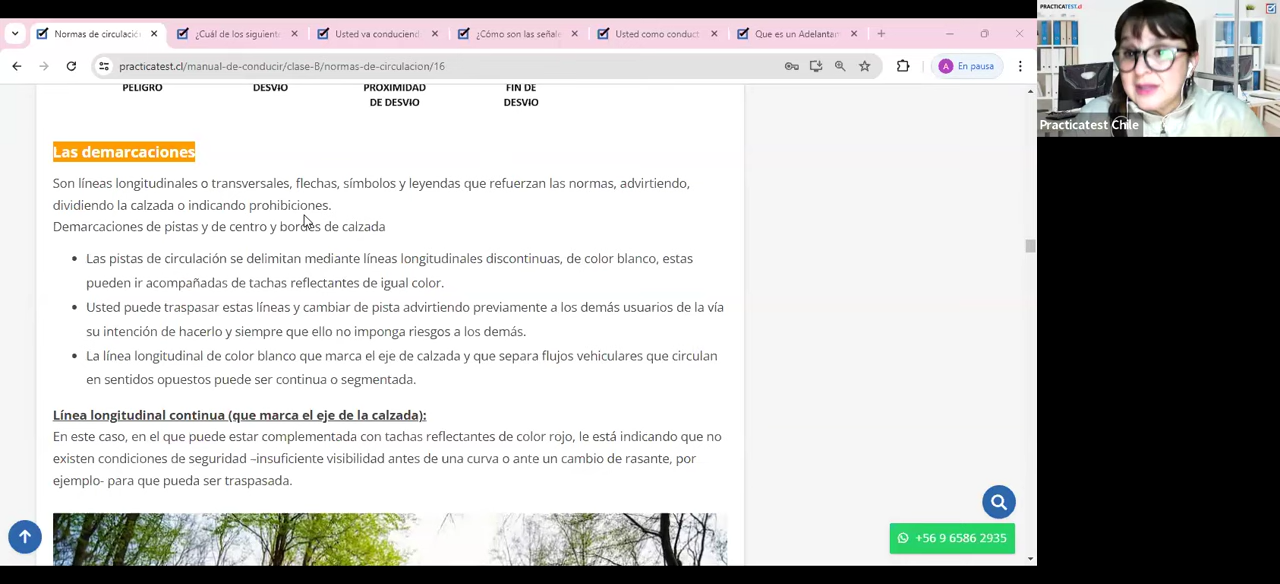 Normas de circulació
¿Cuál de los siguient
Usted va conduciend
¿Cómo son las señale
Usted como conduct
Que es un Adelantan
practicatest.cl/manual-de-conducir/clase-B/normas-de-circulacion/16
A En pausa
PELIGRO
DESVIO
PROXIMIDAD
DE DESVIO
FIN DE
DESVIO
Las demarcaciones
Son líneas longitudinales o transversales, flechas, símbolos y leyendas que refuerzan las normas, advirtiendo,
dividiendo la calzada o indicando prohibiciones.
Demarcaciones de pistas y de centro y bordes de calzada
Las pistas de circulación se delimitan mediante líneas longitudinales discontinuas, de color blanco, estas
pueden ir acompañadas de tachas reflectantes de igual color.
Usted puede traspasar estas líneas y cambiar de pista advirtiendo previamente a los demás usuarios de la vía
su intención de hacerlo y siempre que ello no imponga riesgos a los demás.
La línea longitudinal de color blanco que marca el eje de calzada y que separa flujos vehiculares que circulan
en sentidos opuestos puede ser continua o segmentada.
Línea longitudinal continua (que marca el eje de la calzada):
En este caso, en el que puede estar complementada con tachas reflectantes de color rojo, le está indicando que no
existen condiciones de seguridad –insuficiente visibilidad antes de una curva o ante un cambio de rasante, por
ejemplo- para que pueda ser traspasada.
+56 9 6586 2935
PRACTICATEST.cl
Practicatest Chile